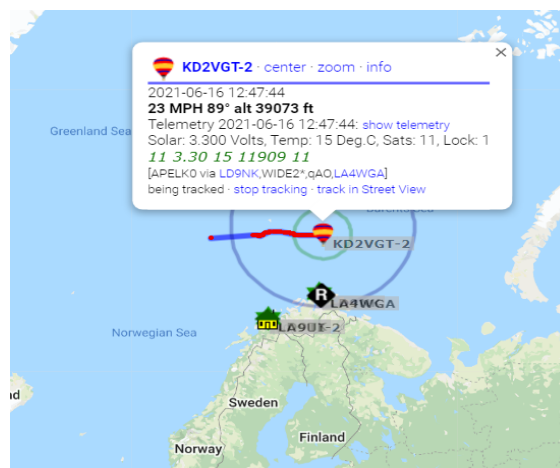 KD2VGT-2 · center · zoom · info
2021-06-16 12:47:44
23 MPH 89° alt 39073 ft
Telemetry 2021-06-16 12:47:44: show telemetry
Solar: 3.300 Volts, Temp: 15 Deg.C, Sats: 11, Lock: 1
11 3.30 15 11909 11
[APELK0 via LD9NK,WIDE2*,qAO,LA4WGA]
being tracked · stop tracking · track in Street View
Greenland Sea
KD2VGT-2
R
LA4WGA
Norwegian Sea
Sweden
Finland
Norway